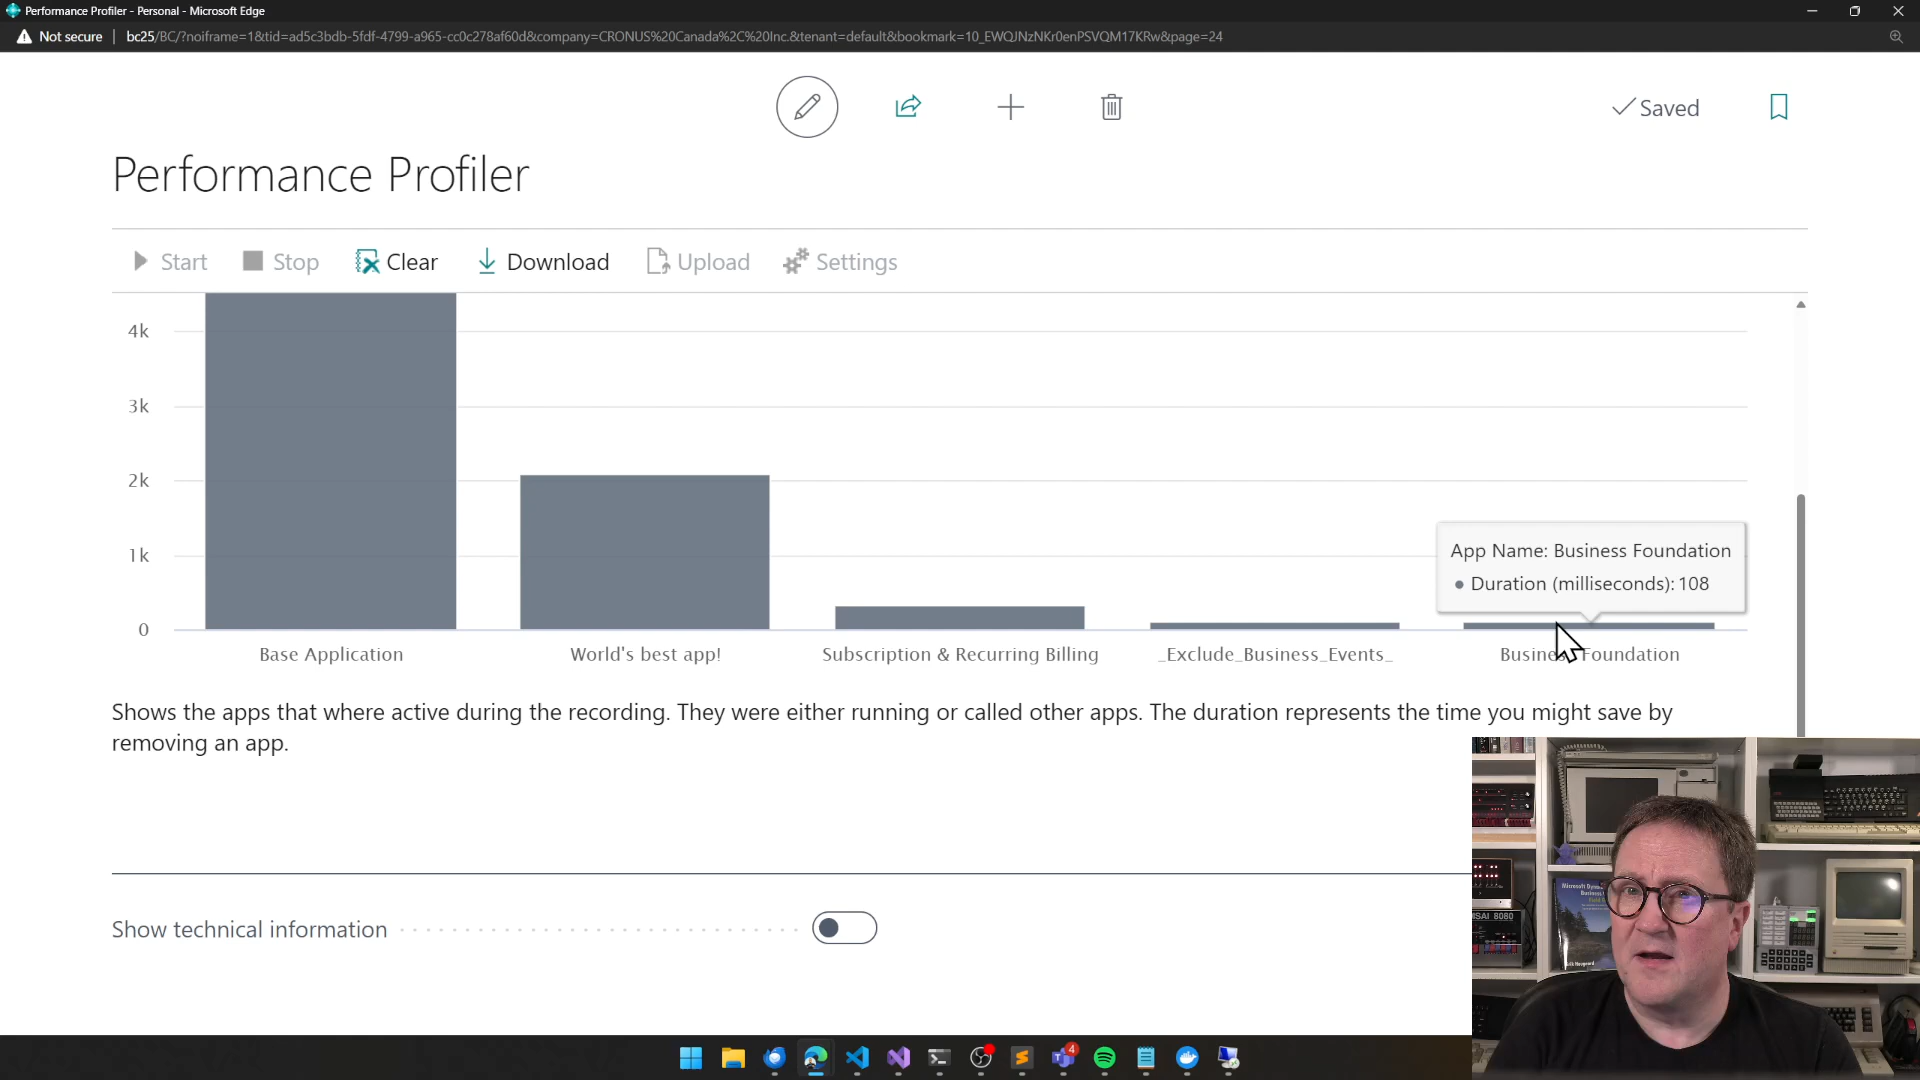 Performance Profiler - Personal - Microsoft Edge
Not secure
bc25/BC/?noiframe=1&tid=ad5c3bdb-5fdf-4799-a965-cc0c278af60d&company=CRONUS%20Canada%2C%20Inc.&tenant=default&bookmark=10_EWQJNzNKr0enPSVQM17KRw&page=24
Saved
Performance Profiler
Start
Stop
Clear
Download
Upload
Settings
4k
3k
2k
1k
0
App Name: Business Foundation
Duration (milliseconds): 108
Base Application
World's best app!
Subscription & Recurring Billing
_Exclude_Business_Events_
Business Foundation
Shows the apps that where active during the recording. They were either running or called other apps. The duration represents the time you might save by
removing an app.
Show technical information
4